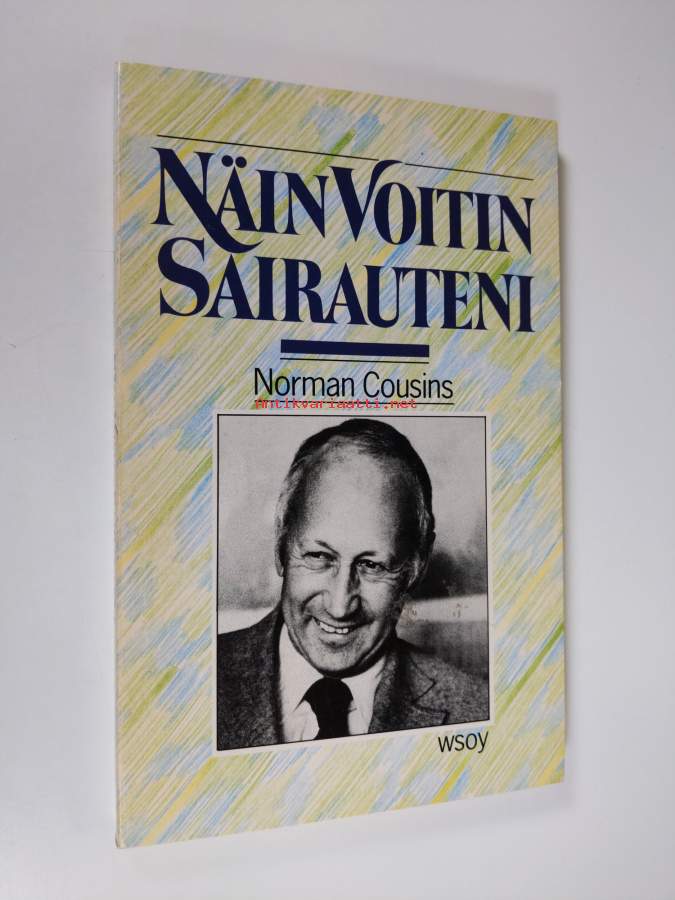 NÄIN VOITIN
SAIRAUTENI
Norman Cousins
Antikvariaatti.net
wsoy